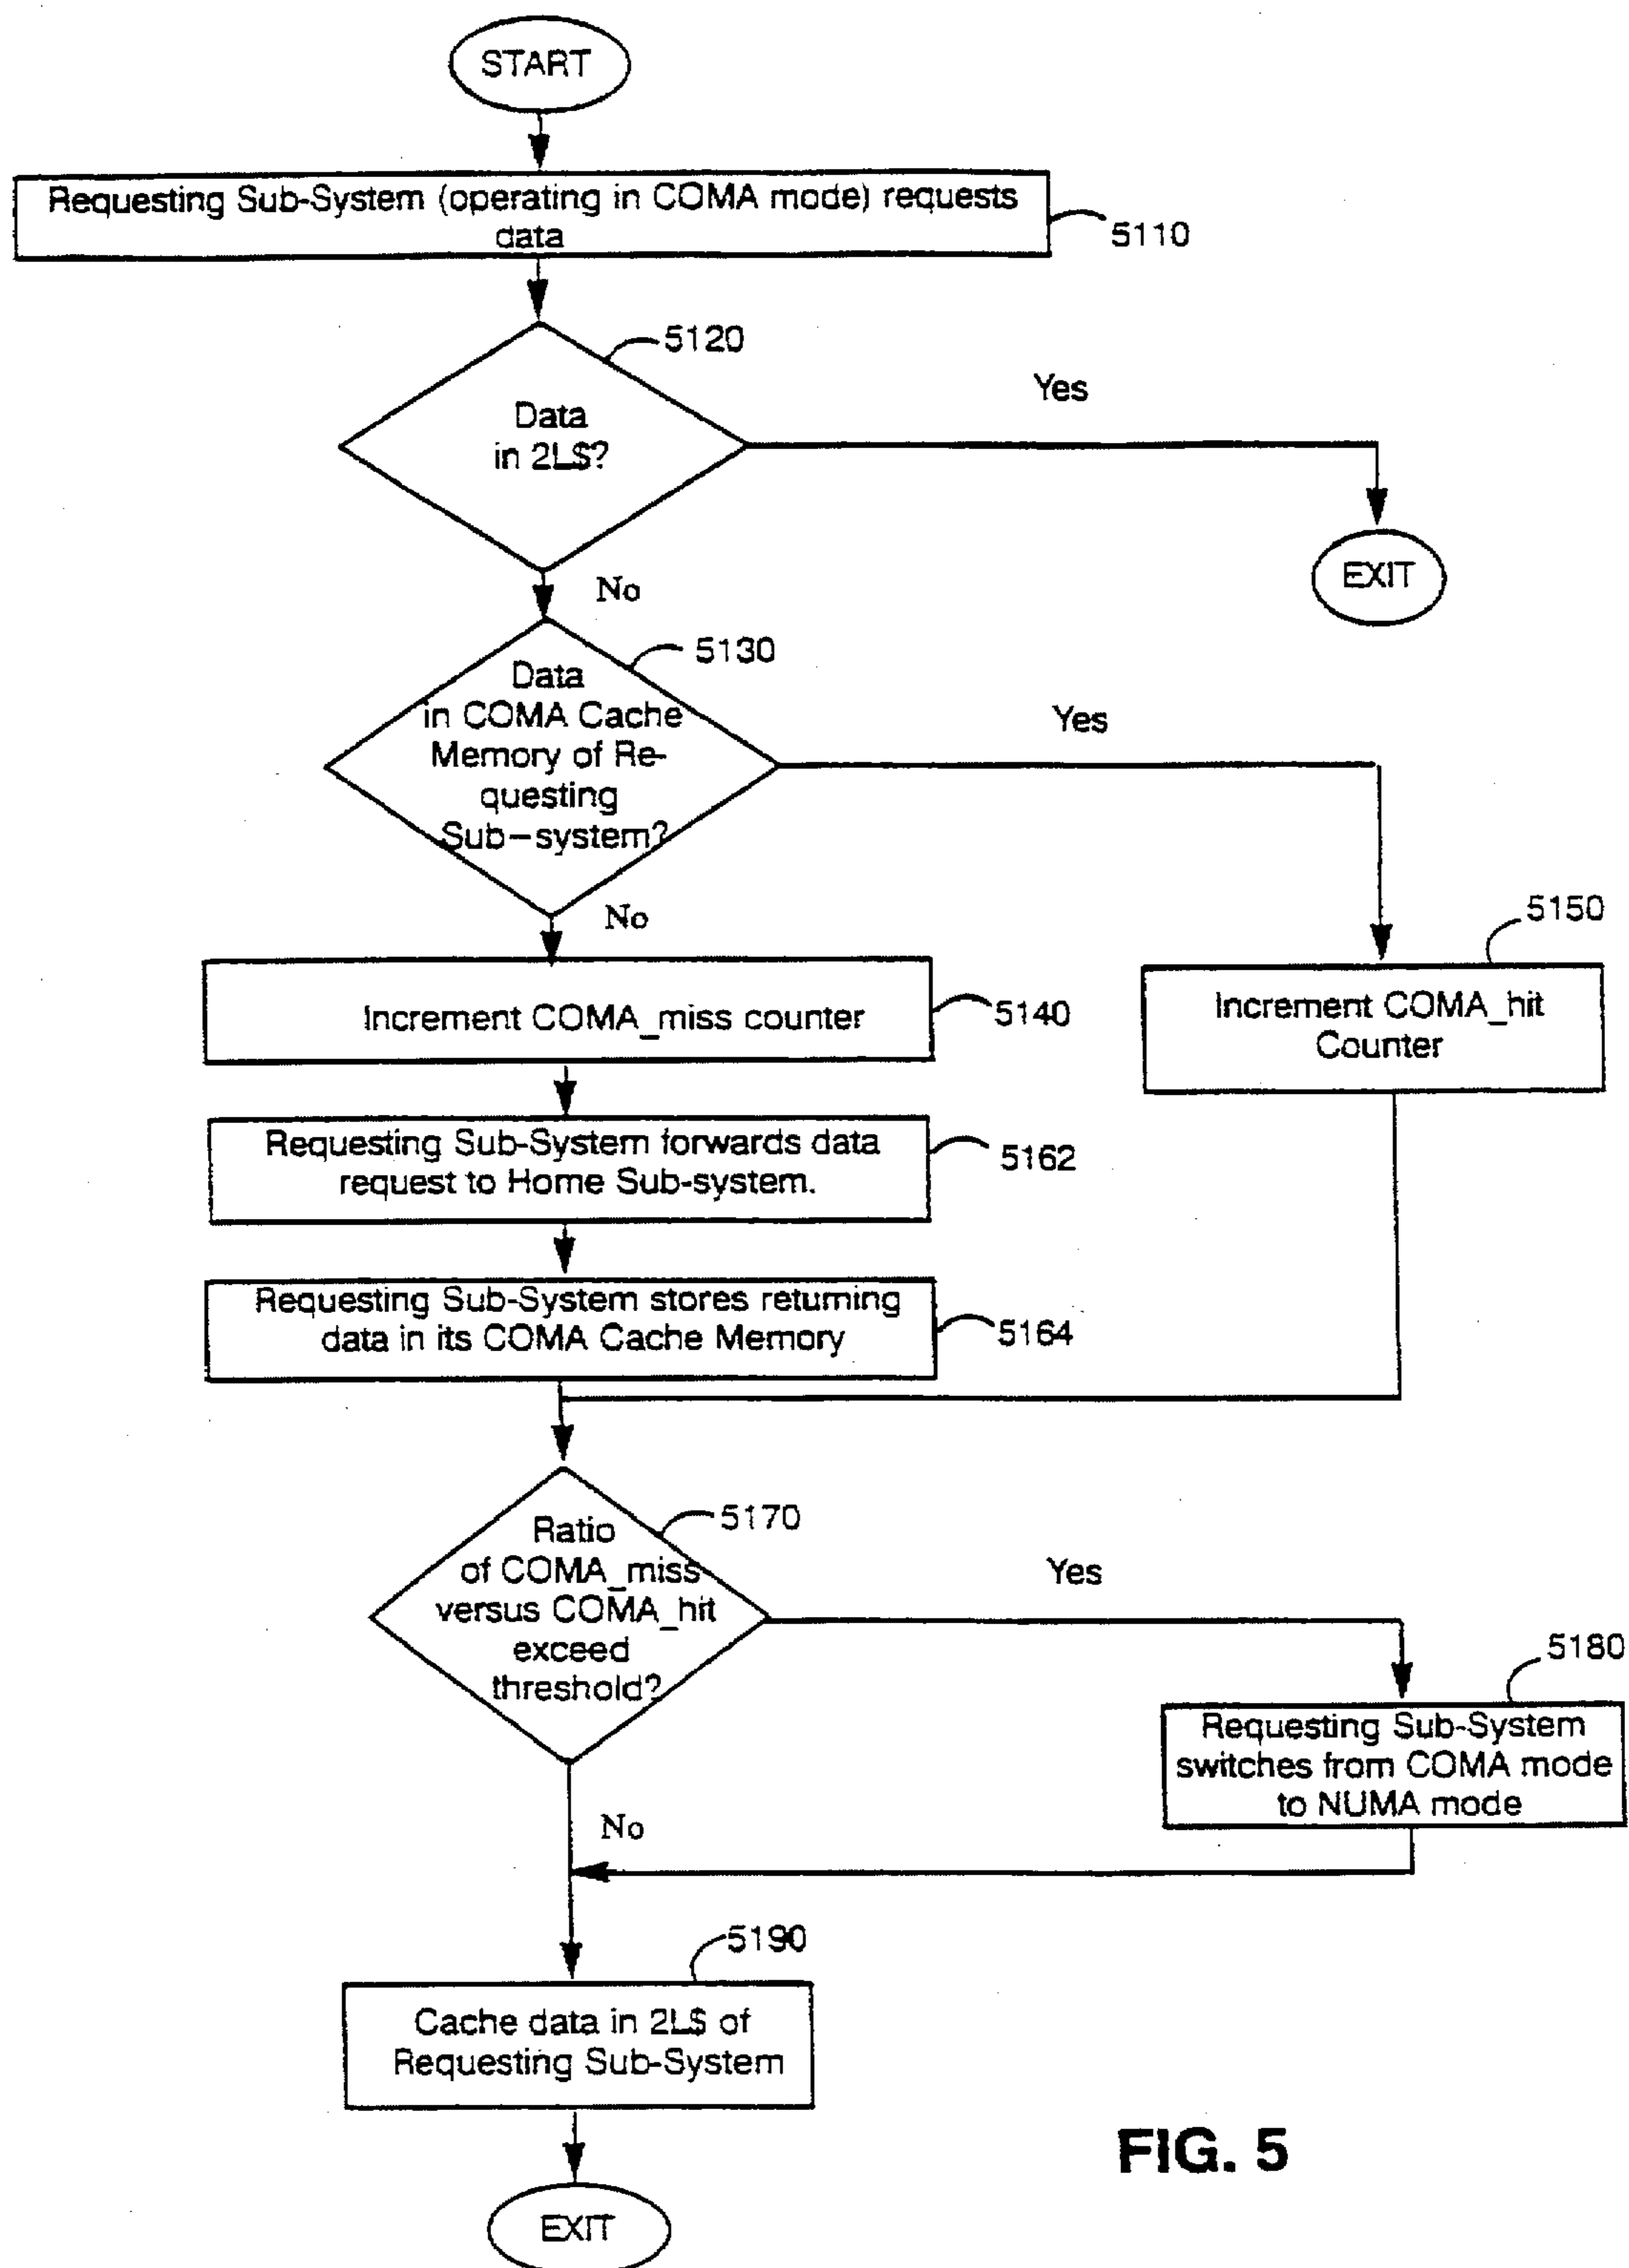 START
Requesting Sub-System (operating in COMA mode) requests
data
5110
5120
Data
in 2L$?
Yes
EXIT
No
5130
Data
in COMA Cache
Memory of Re-
questing
Sub-system?
Yes
No
5150
Increment COMA_miss counter
5140
Increment COMA_hit
Counter
Requesting Sub-System forwards data
request to Home Sub-system.
5162
Requesting Sub-System stores returning
data in its COMA Cache Memory
5164
5170
Ratio
of COMA_miss
versus COMA_hit
exceed
threshold?
Yes
5180
Requesting Sub-System
switches from COMA mode
to NUMA mode
No
5190
Cache data in 2L$ of
Requesting Sub-System
EXIT
FIG. 5